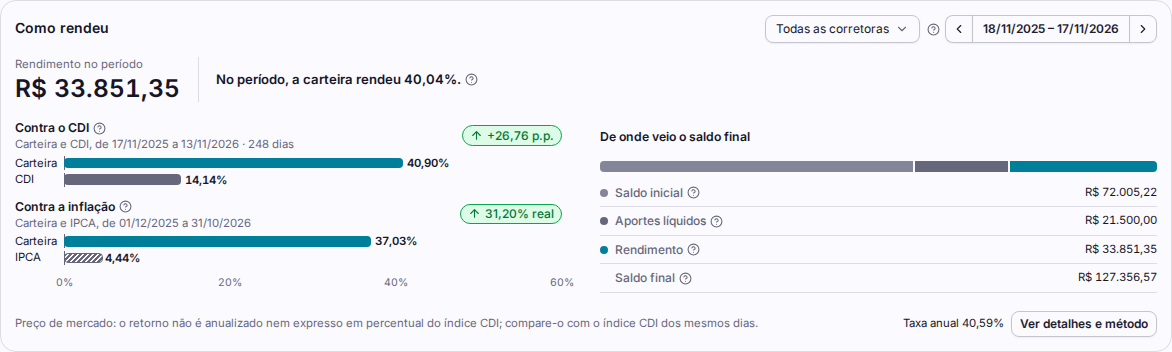 Como rendeu
Todas as corretoras
18/11/2025 – 17/11/2026
Rendimento no período
R$ 33.851,35
No período, a carteira rendeu 40,04%.
Contra o CDI
+26,76 p.p.
Carteira e CDI, de 17/11/2025 a 13/11/2026 · 248 dias
Carteira 40,90%
CDI 14,14%
Contra a inflação
31,20% real
Carteira e IPCA, de 01/12/2025 a 31/10/2026
Carteira 37,03%
IPCA 4,44%
0% 20% 40% 60%
De onde veio o saldo final
Saldo inicial R$ 72.005,22
Aportes líquidos R$ 21.500,00
Rendimento R$ 33.851,35
Saldo final R$ 127.356,57
Preço de mercado: o retorno não é anualizado nem expresso em percentual do índice CDI; compare-o com o índice CDI dos mesmos dias.
Taxa anual 40,59%
Ver detalhes e método